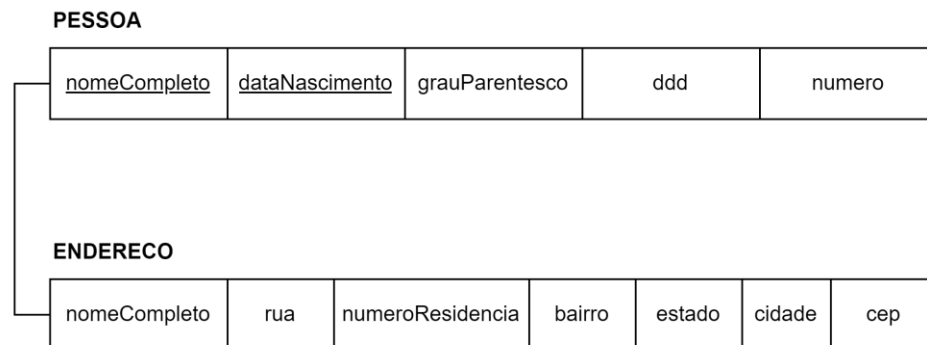 PESSOA
nomeCompleto dataNascimento grauParentesco ddd numero
ENDERECO
nomeCompleto rua numeroResidencia bairro estado cidade cep